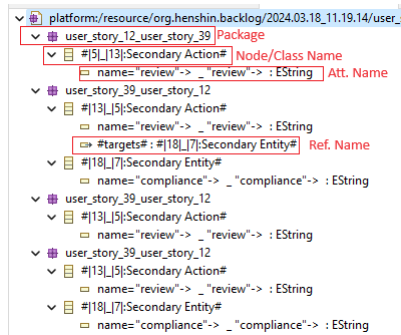 platform:/resource/org.henshin.backlog/2024.03.18_11.19.14/user_s
user_story_12_user_story_39 Package
#|5|_|13|:Secondary Action# Node/Class Name
name="review"-> _ "review"-> : EString Att. Name
user_story_39_user_story_12
#|13|_|5|:Secondary Action#
name="review"-> _ "review"-> : EString
#targets# : #|18|_|7|:Secondary Entity# Ref. Name
#|18|_|7|:Secondary Entity#
name="compliance"-> _ "compliance"-> : EString
user_story_39_user_story_12
#|13|_|5|:Secondary Action#
name="review"-> _ "review"-> : EString
user_story_39_user_story_12
#|13|_|5|:Secondary Action#
name="review"-> _ "review"-> : EString
#|18|_|7|:Secondary Entity#
name="compliance"-> _ "compliance"-> : EString